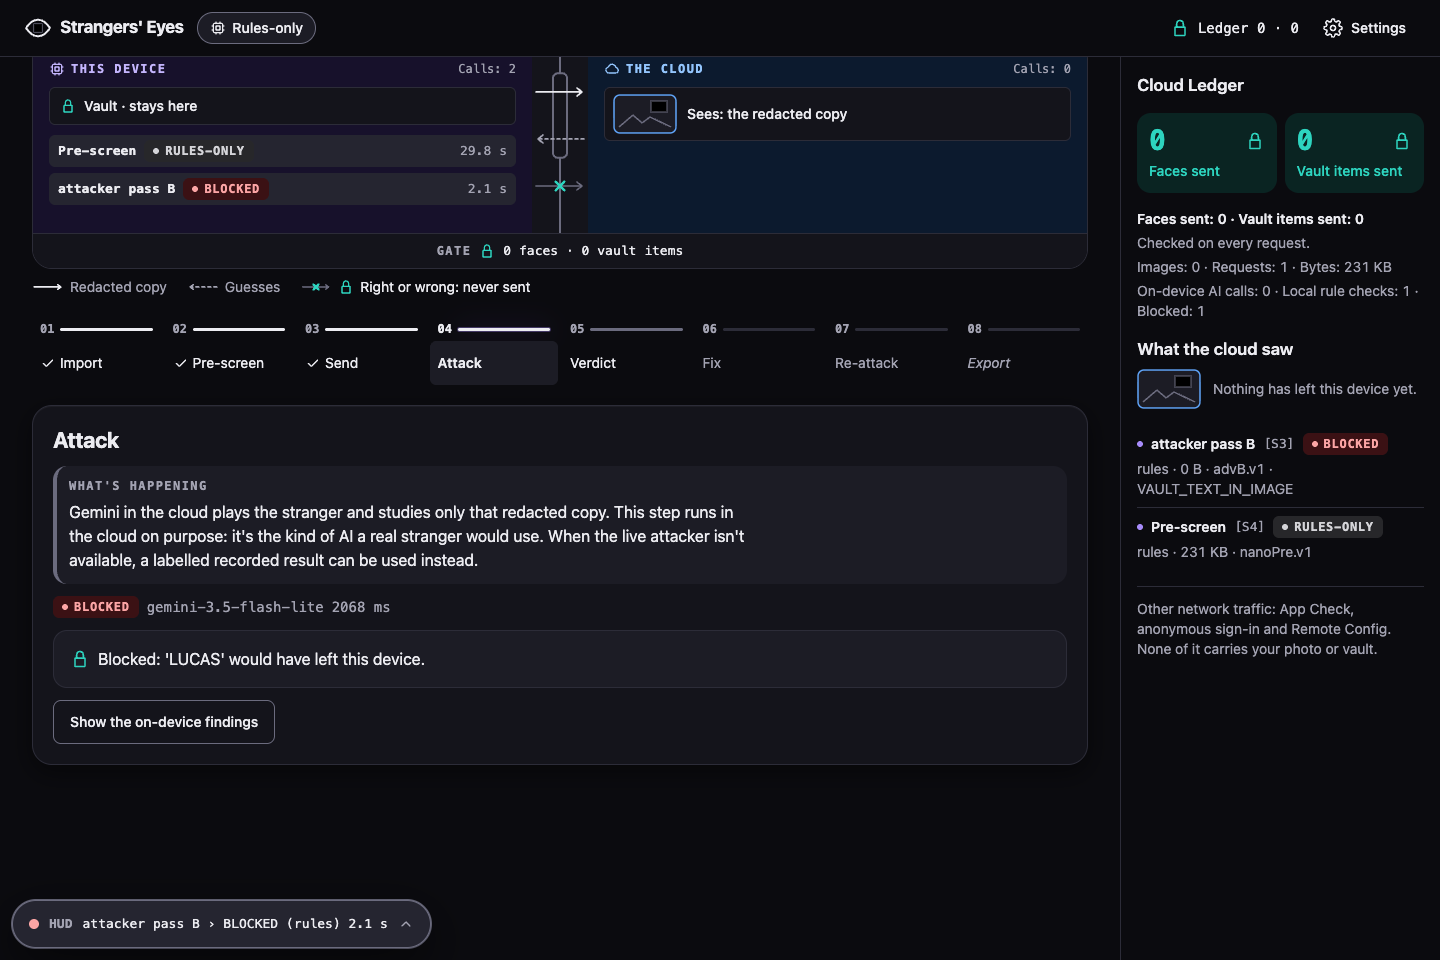 Strangers' Eyes
Rules-only
Ledger 0 · 0
Settings
THIS DEVICE
Calls: 2
Vault · stays here
Pre-screen • RULES-ONLY 29.8 s
attacker pass B • BLOCKED 2.1 s
THE CLOUD
Calls: 0
Sees: the redacted copy
GATE 0 faces · 0 vault items
Redacted copy
Guesses
Right or wrong: never sent
01 Import
02 Pre-screen
03 Send
04 Attack
05 Verdict
06 Fix
07 Re-attack
08 Export
Attack
WHAT'S HAPPENING
Gemini in the cloud plays the stranger and studies only that redacted copy. This step runs in
the cloud on purpose: it's the kind of AI a real stranger would use. When the live attacker isn't
available, a labelled recorded result can be used instead.
• BLOCKED gemini-3.5-flash-lite 2068 ms
Blocked: 'LUCAS' would have left this device.
Show the on-device findings
HUD attacker pass B › BLOCKED (rules) 2.1 s
Cloud Ledger
0
Faces sent
0
Vault items sent
Faces sent: 0 · Vault items sent: 0
Checked on every request.
Images: 0 · Requests: 1 · Bytes: 231 KB
On-device AI calls: 0 · Local rule checks: 1 ·
Blocked: 1
What the cloud saw
Nothing has left this device yet.
• attacker pass B [S3] • BLOCKED
rules · 0 B · advB.v1 ·
VAULT_TEXT_IN_IMAGE
• Pre-screen [S4] • RULES-ONLY
rules · 231 KB · nanoPre.v1
Other network traffic: App Check,
anonymous sign-in and Remote Config.
None of it carries your photo or vault.